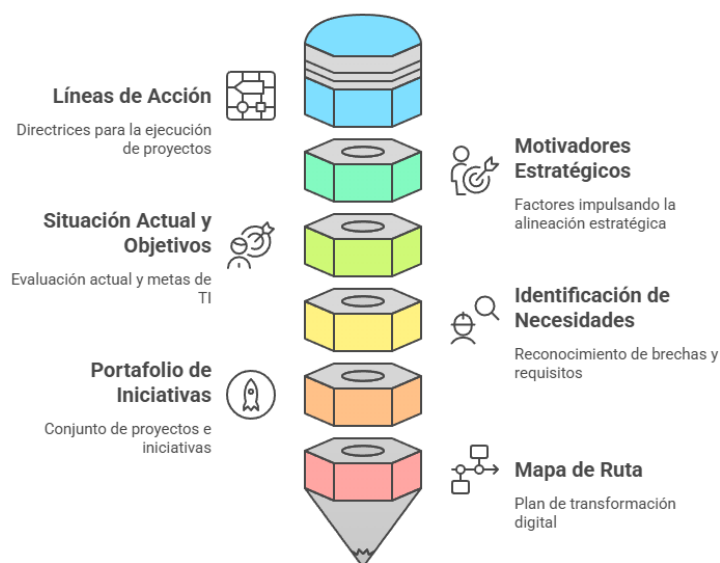 Líneas de Acción
Directrices para la ejecución
de proyectos
Motivadores
Estratégicos
Factores impulsando la
alineación estratégica
Situación Actual y
Objetivos
Evaluación actual y metas de
TI
Identificación de
Necesidades
Reconocimiento de brechas y
requisitos
Portafolio de
Iniciativas
Conjunto de proyectos e
iniciativas
Mapa de Ruta
Plan de transformación
digital